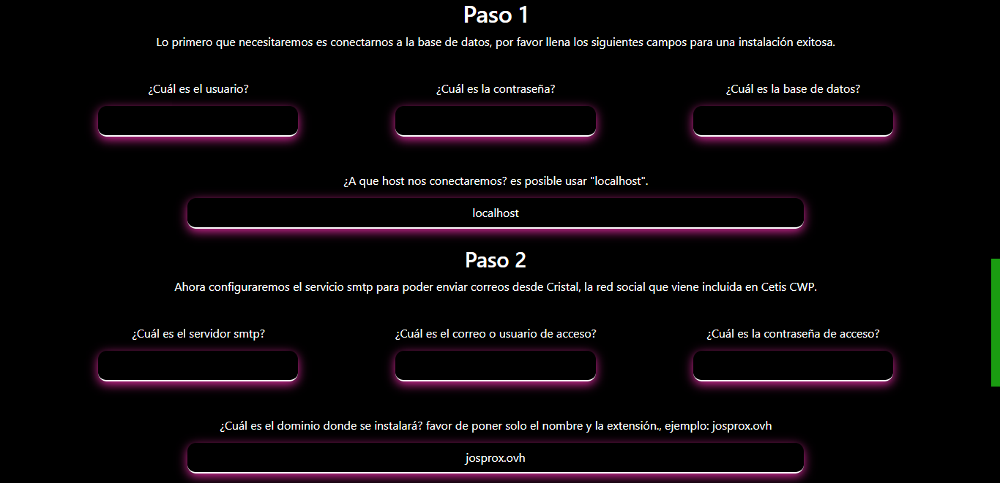 Paso 1
Lo primero que necesitaremos es conectarnos a la base de datos, por favor llena los siguientes campos para una instalación exitosa.
¿Cuál es el usuario?
¿Cuál es la contraseña?
¿Cuál es la base de datos?
¿A que host nos conectaremos? es posible usar "localhost".
localhost
Paso 2
Ahora configuraremos el servicio smtp para poder enviar correos desde Cristal, la red social que viene incluida en Cetis CWP.
¿Cuál es el servidor smtp?
¿Cuál es el correo o usuario de acceso?
¿Cuál es la contraseña de acceso?
¿Cuál es el dominio donde se instalará? favor de poner solo el nombre y la extensión., ejemplo: josprox.ovh
josprox.ovh